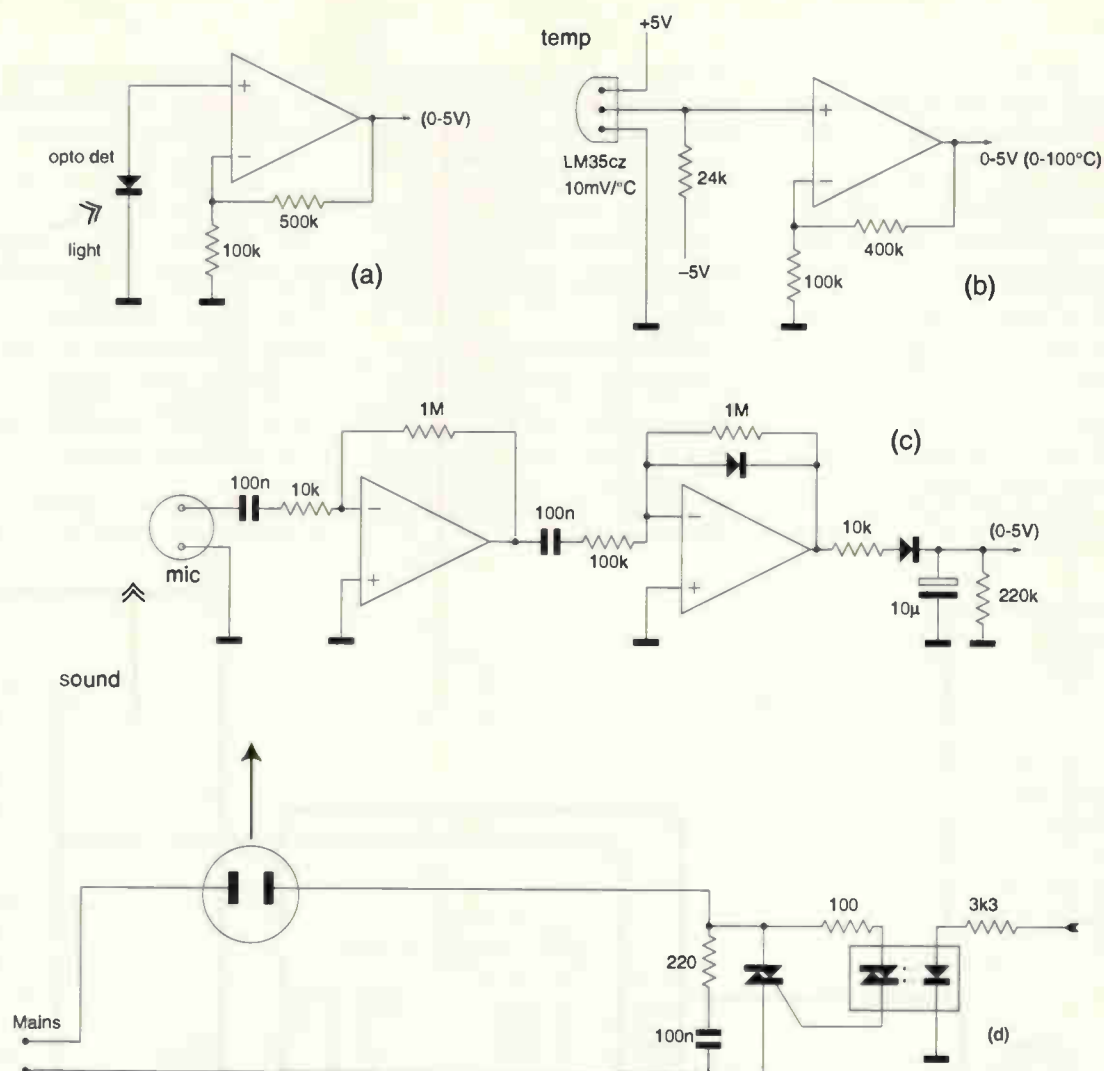 (0-5V)
opto det
light
500k
100k
(a)
temp
+5V
LM35cz
10mV/°C
24k
–5V
0-5V (0-100°C)
400k
100k
(b)
mic
sound
100n
10k
1M
100n
100k
1M
(c)
10k
(0-5V)
10µ
220k
Mains
220
100n
100
3k3
(d)
+
−
+
−
−
+
−
+